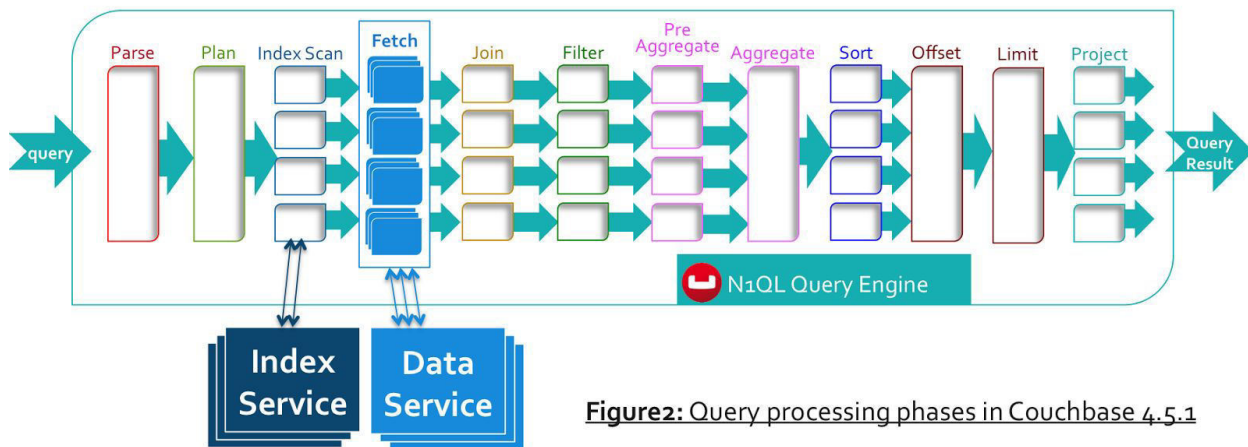 Pre
Fetch
Parse
Plan
Index Scan
Join
Filter
Aggregate
Aggregate
Sort
Offset
Limit
Project
query
Query
Result
N1QL Query Engine
Index
Service
Data
Service
Figure2: Query processing phases in Couchbase 4.5.1